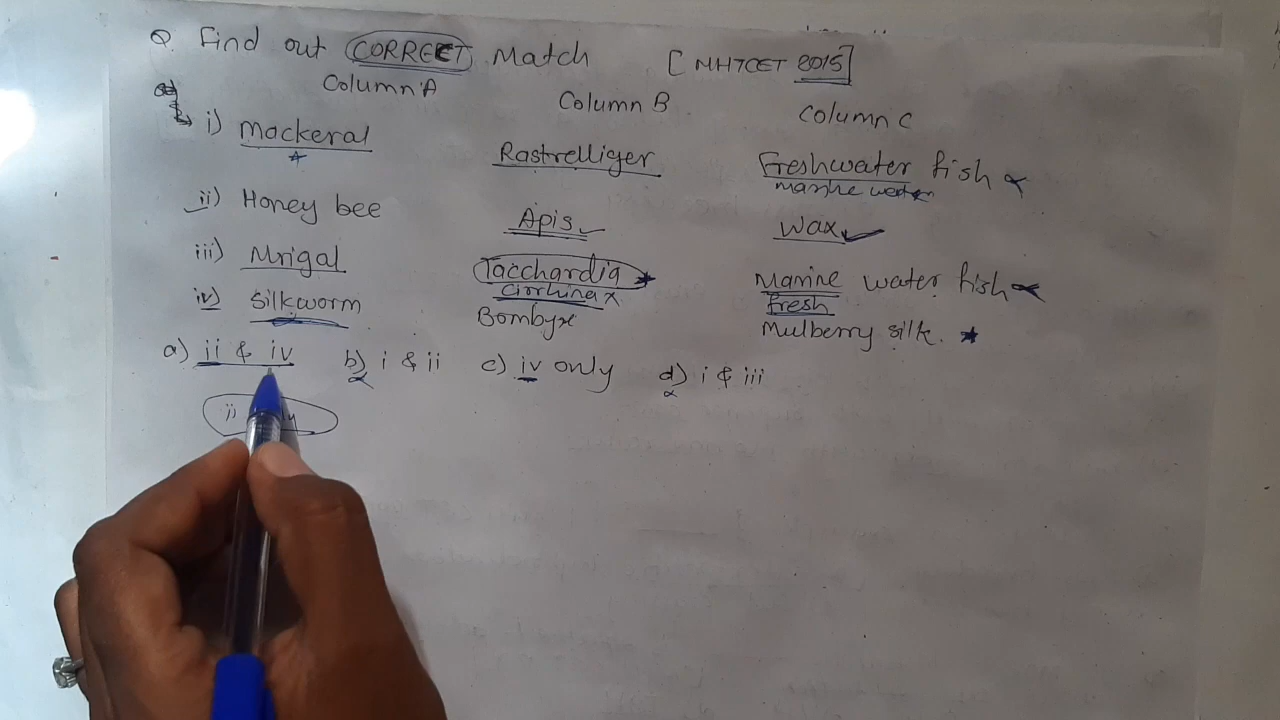 Q. Find out CORRECT Match [MHTCET 2015]
Column A Column B Column C
i) Mackeral Rastrelliger Freshwater fish
marine water
ii) Honey bee Apis Wax
iii) Mrigal Tacchardia Marine water fish
Cirrhina fresh
iv) Silkworm Bombyx Mulberry silk.
a) ii & iv b) i & ii c) iv only d) i & iii
ii